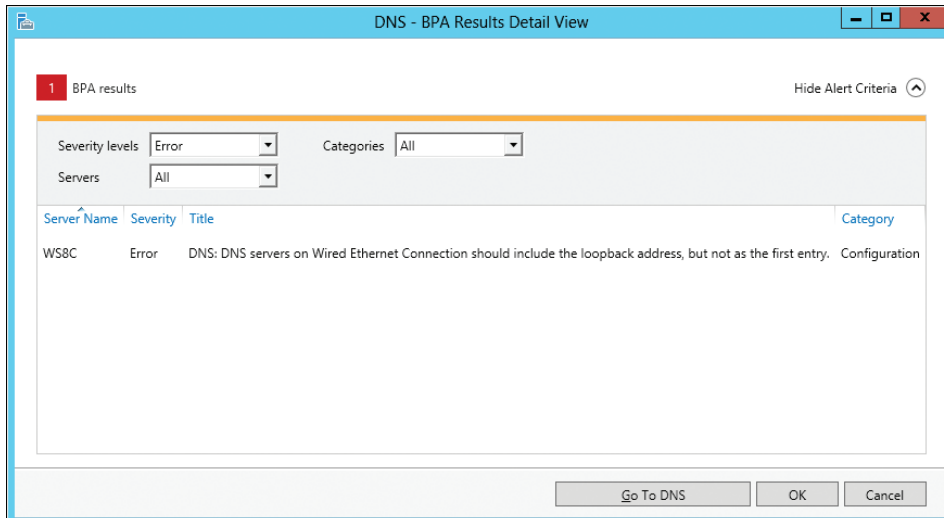 DNS - BPA Results Detail View
1 BPA results Hide Alert Criteria
Severity levels Error Categories All
Servers All
Server Name Severity Title Category
WS8C Error DNS: DNS servers on Wired Ethernet Connection should include the loopback address, but not as the first entry. Configuration
Go To DNS OK Cancel